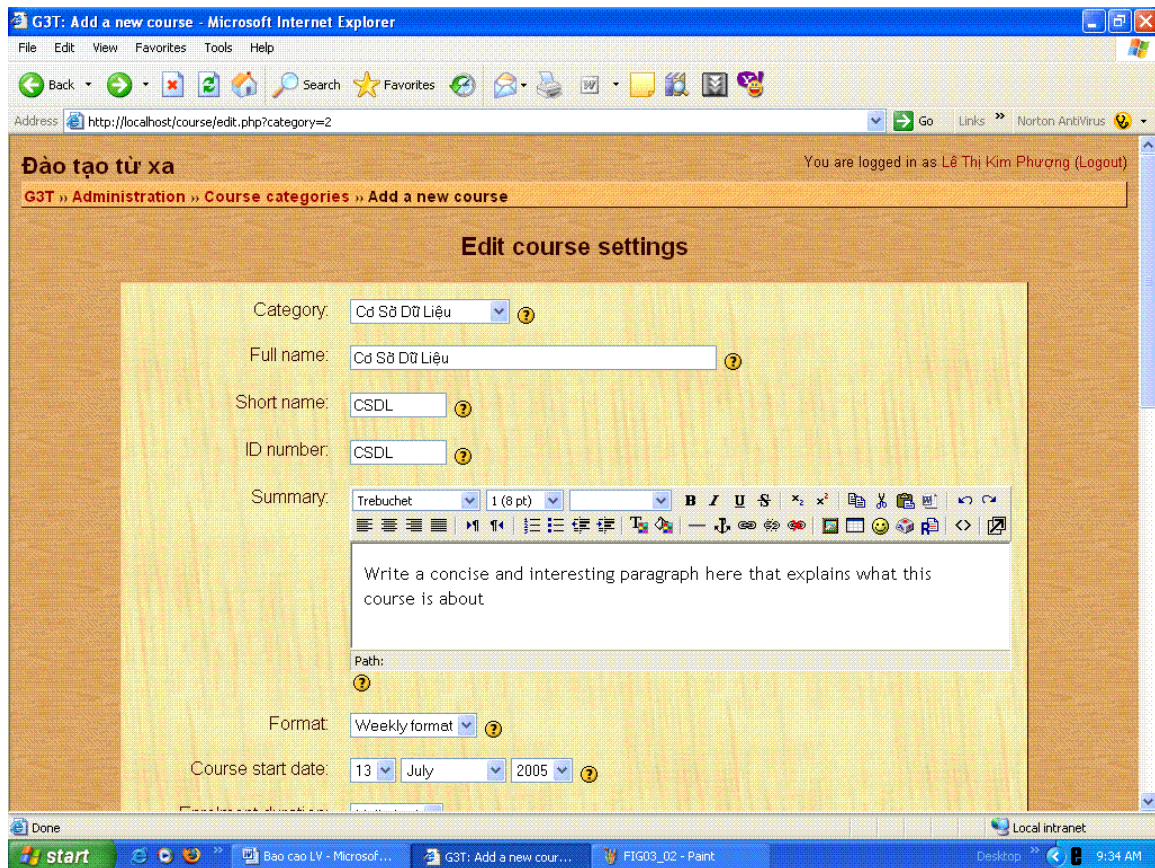 G3T: Add a new course - Microsoft Internet Explorer
File Edit View Favorites Tools Help
Back Search Favorites
Address http://localhost/course/edit.php?category=2 Go Links » Norton AntiVirus
Đào tạo từ xa You are logged in as Lê Thị Kim Phượng (Logout)
G3T » Administration » Course categories » Add a new course
Edit course settings
Category: Cơ Sở Dữ Liệu
Full name: Cơ Sở Dữ Liệu
Short name: CSDL
ID number: CSDL
Summary: Trebuchet 1 (8 pt) B I U S x₂ x²
Write a concise and interesting paragraph here that explains what this
course is about
Path:
Format: Weekly format
Course start date: 13 July 2005
Enrolment duration:
Done Local intranet
start » Bao cao LV - Microsof... G3T: Add a new cour... FIG03_02 - Paint Desktop » 9:34 AM